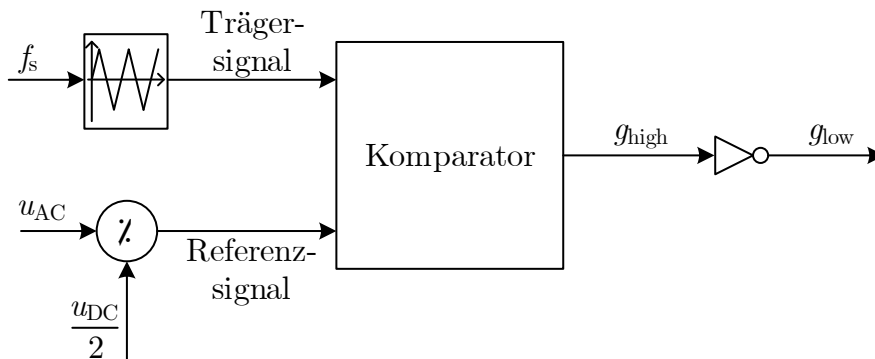 Träger-
signal
f_s
Komparator
g_high
g_low
u_AC
٪
Referenz-
signal
u_DC
2